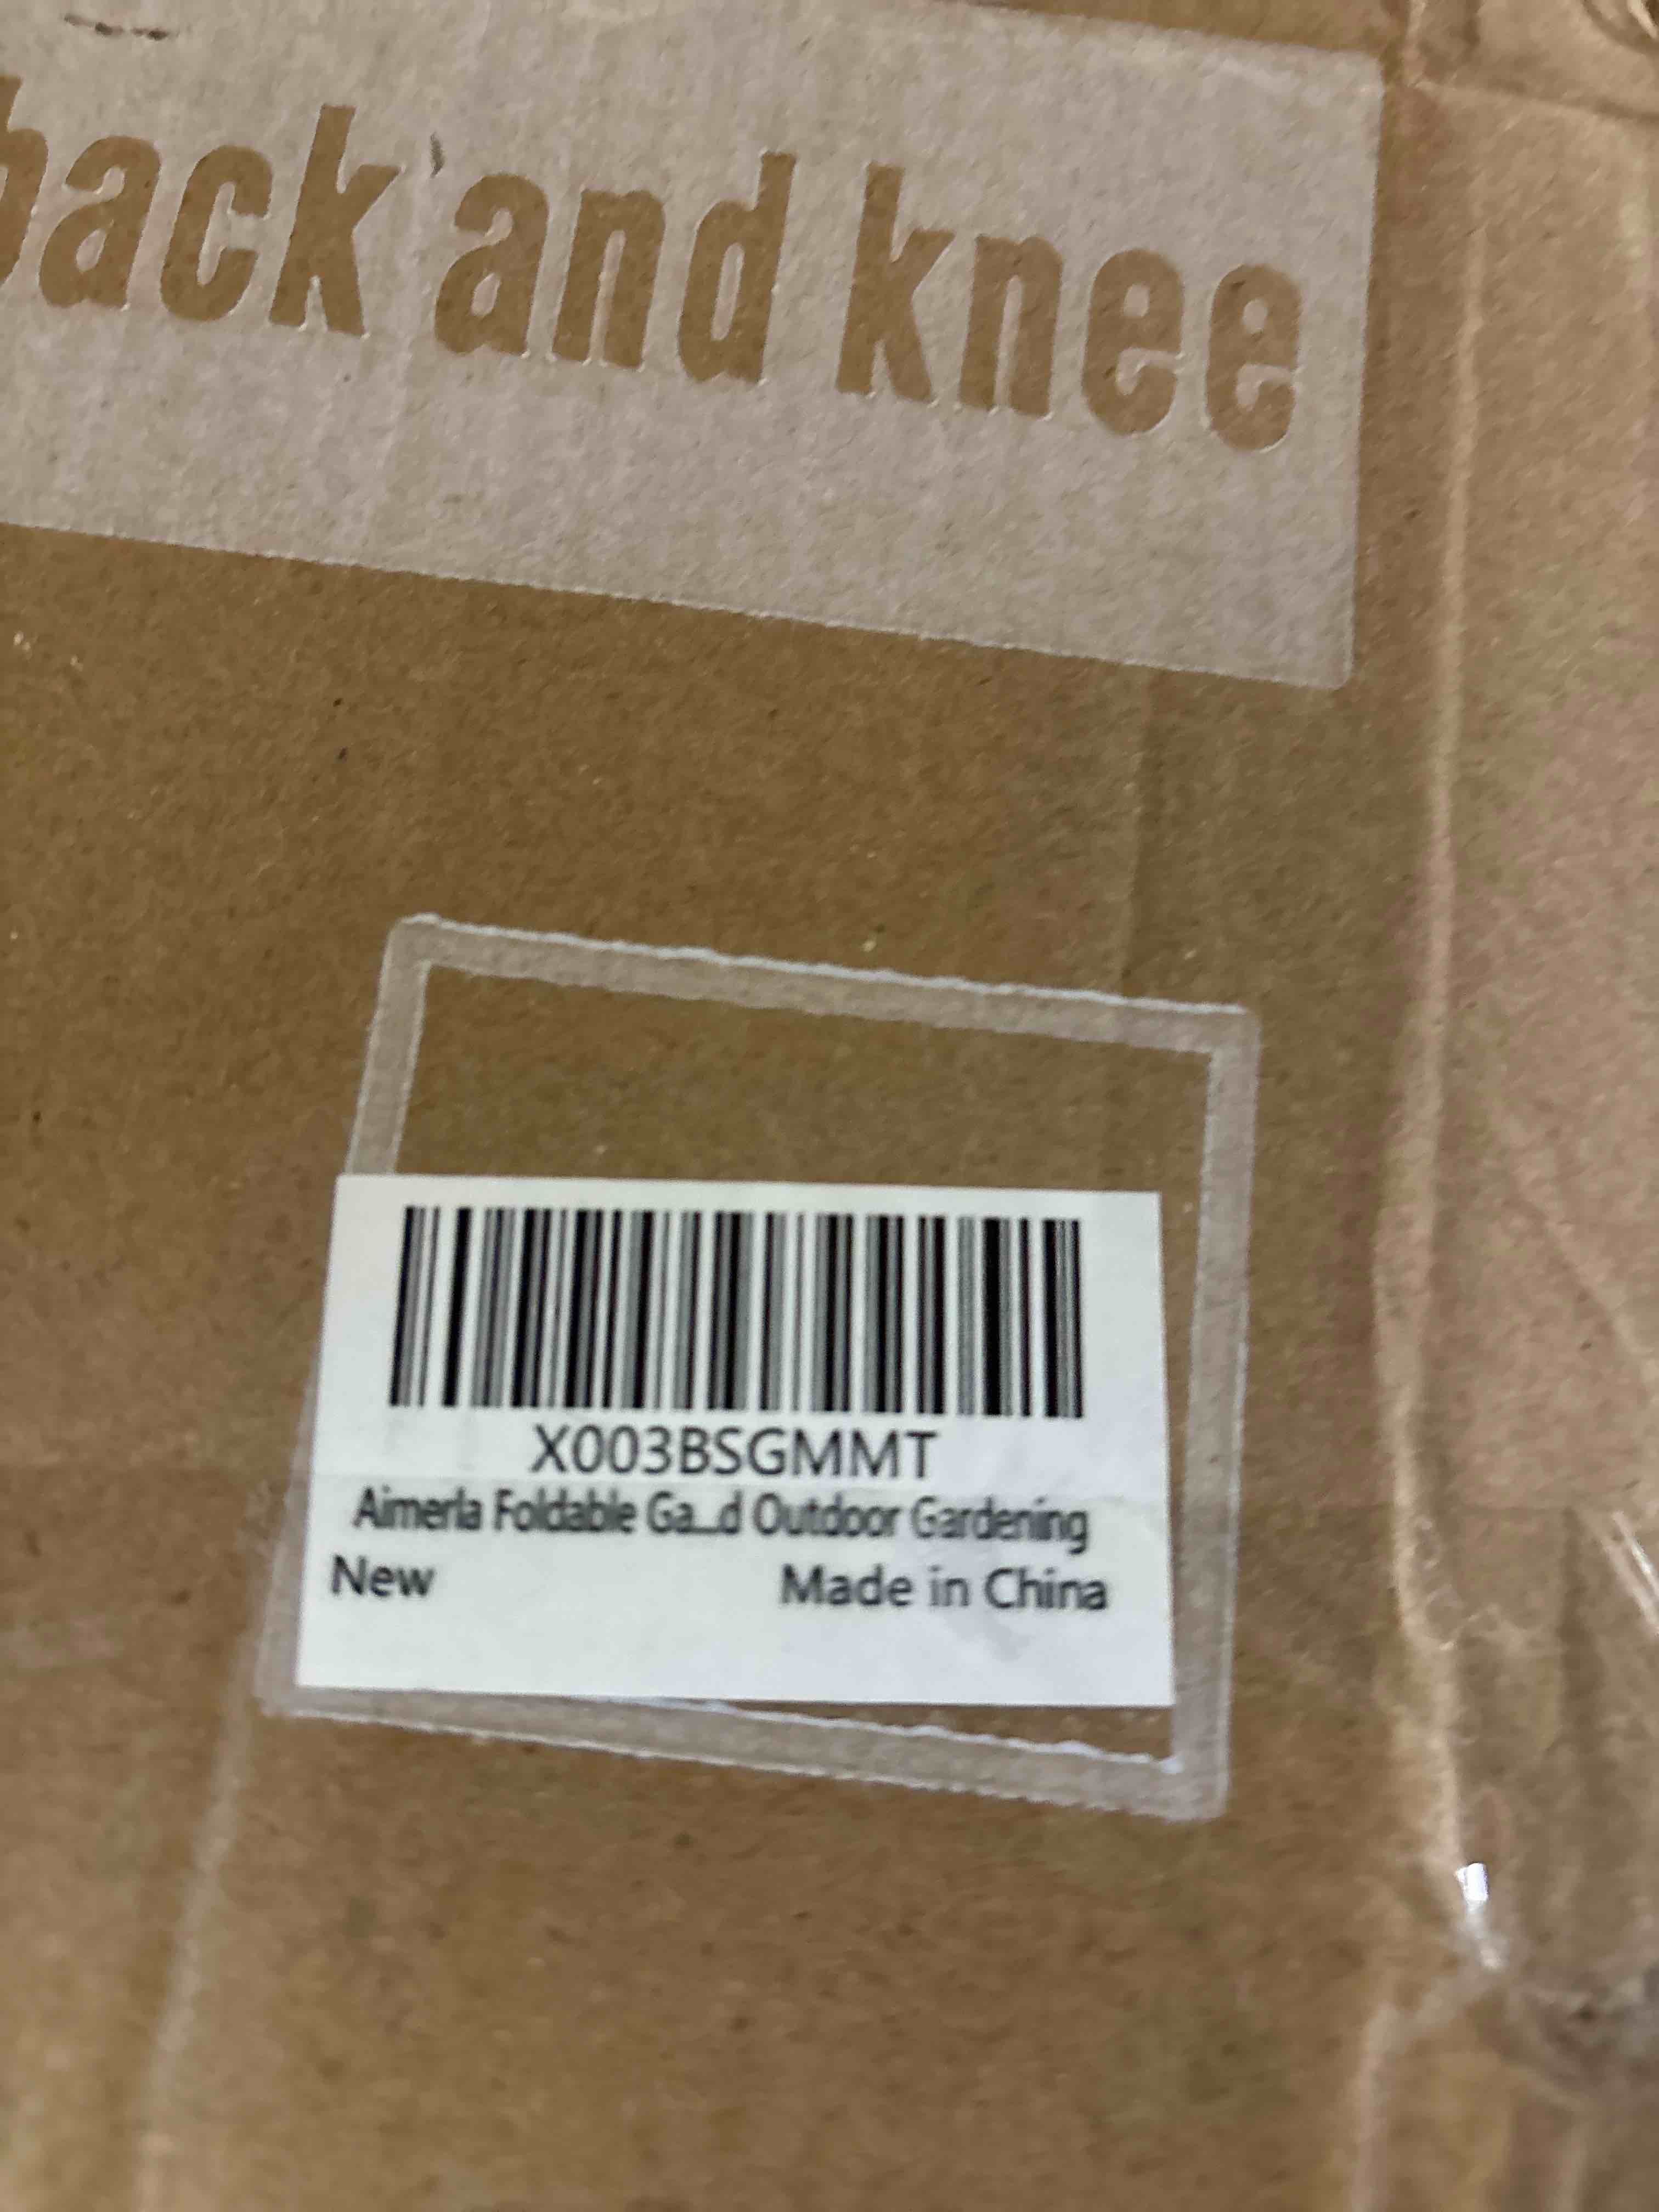 back and knee
X003BSGMMT
Aimerla Foldable Ga...d Outdoor Gardening
New
Made in China